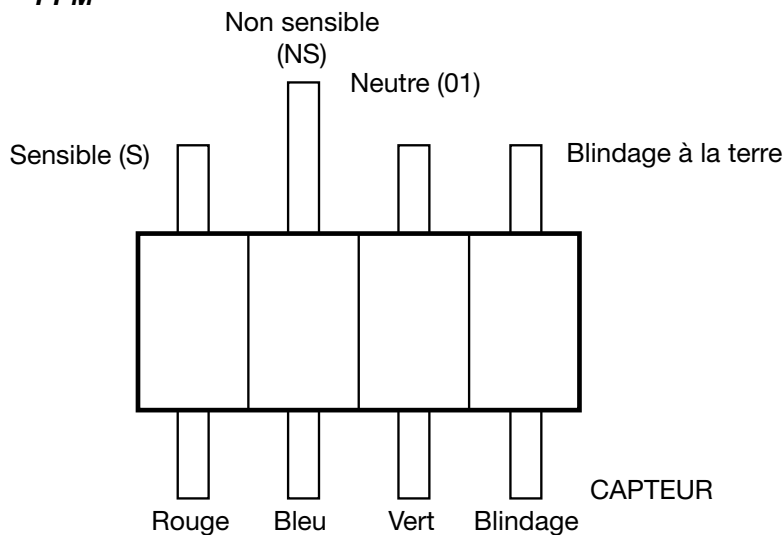 Non sensible
(NS)
Neutre (01)
Sensible (S)
Blindage à la terre
CAPTEUR
Rouge Bleu Vert Blindage